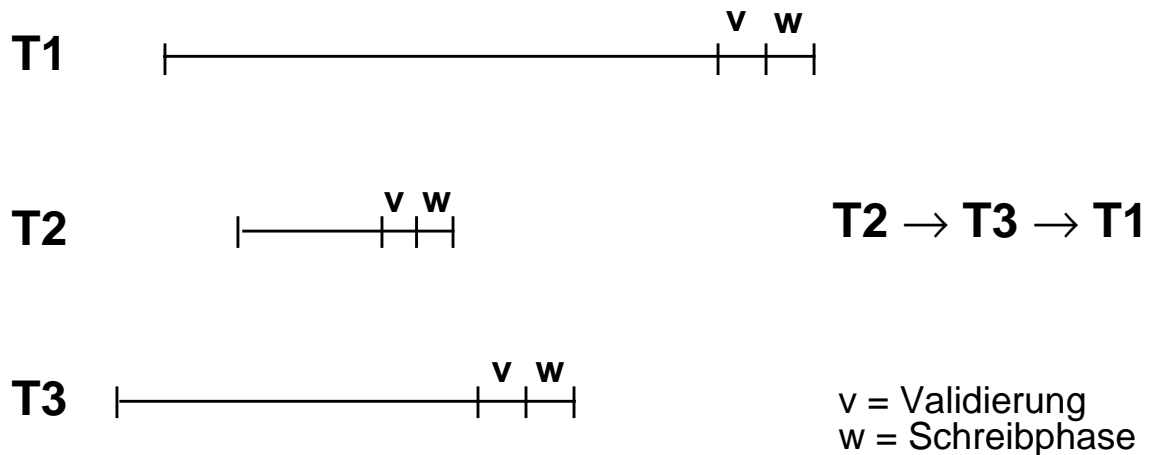 v w
T1
v w
T2
T2 → T3 → T1
v w
T3
v = Validierung
w = Schreibphase